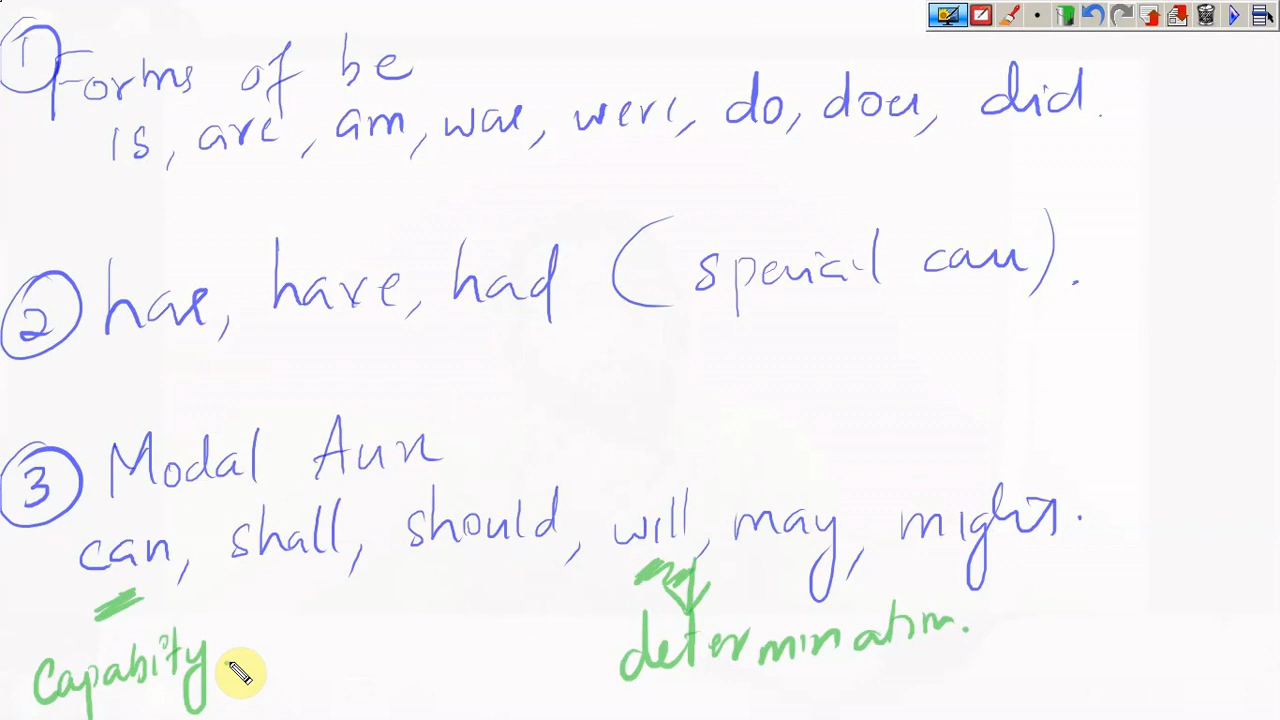 1 Forms of be
is, are, am, was, were, do, does, did.
2 has, have, had (special case).
3 Modal Aux
can, shall, should, will, may, might.
determination.
Capabity